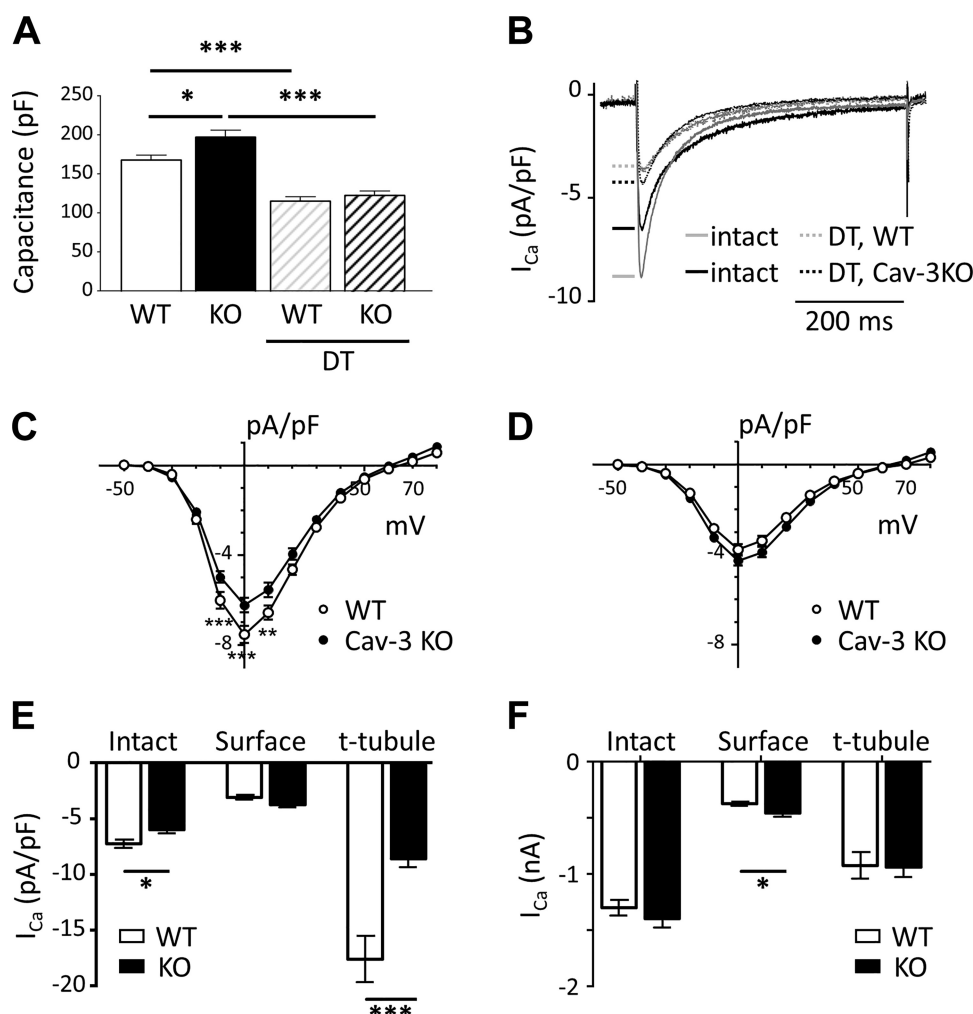 A
***
* ***
Capacitance (pF)
250
200
150
100
50
0
WT KO WT KO
DT
B
0
-5
-10
I_Ca (pA/pF)
intact DT, WT
intact DT, Cav-3KO
200 ms
C
pA/pF
-50 50 70
mV
-4
-8
*** ** ***
WT
Cav-3 KO
D
pA/pF
-50 50 70
mV
-4
-8
WT
Cav-3 KO
E
Intact Surface t-tubule
0
-5
-10
-15
-20
I_Ca (pA/pF)
*
***
WT
KO
F
Intact Surface t-tubule
0
-1
-2
I_Ca (nA)
*
WT
KO